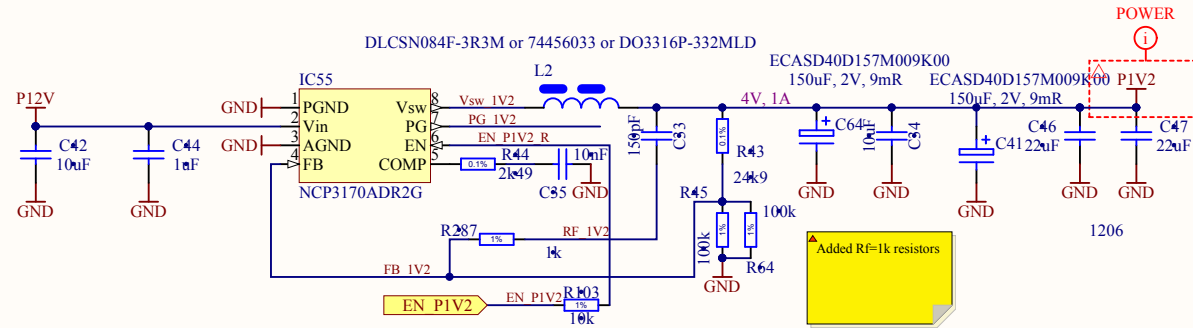 POWER
DLCSN084F-3R3M or 74456033 or DO3316P-332MLD
ECASD40D157M009K00
150uF, 2V, 9mR
ECASD40D157M009K00
150uF, 2V, 9mR
P1V2
P12V
IC55
L2
4V, 1A
GND
1
PGND
Vsw
8
Vsw_1V2
2
Vin
PG
7
PG_1V2
GND
3
AGND
EN
6
EN_P1V2_R
4
FB
COMP
5
NCP3170ADR2G
C42
10uF
GND
C44
1uF
GND
0.1%
R44
2k49
10nF
C35
GND
150pF
C33
0.1%
R43
24k9
C64
GND
10uF
C34
GND
C41
GND
C46
22uF
GND
C47
22uF
GND
R45
1%
100k
1%
100k
R64
GND
R287
1%
1k
RF_1V2
FB_1V2
EN_P1V2
EN_P1V2
R103
1%
10k
1206
Added Rf=1k resistors